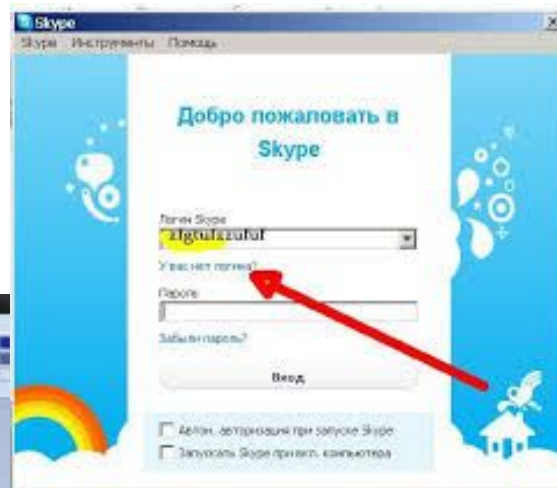 Skype
Skype Инструменты Помощь
Добро пожаловать в
Skype
Логин Skype
У вас нет логина?
Пароль
Забыли пароль?
Вход
Автом. авторизация при запуске Skype
Запускать Skype при вкл. компьютера